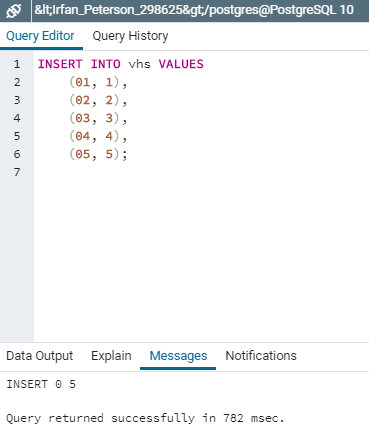 &lt;Irfan_Peterson_298625&gt;/postgres@PostgreSQL 10
Query Editor Query History
1 INSERT INTO vhs VALUES
2 (01, 1),
3 (02, 2),
4 (03, 3),
5 (04, 4),
6 (05, 5);
7
Data Output Explain Messages Notifications
INSERT 0 5
Query returned successfully in 782 msec.